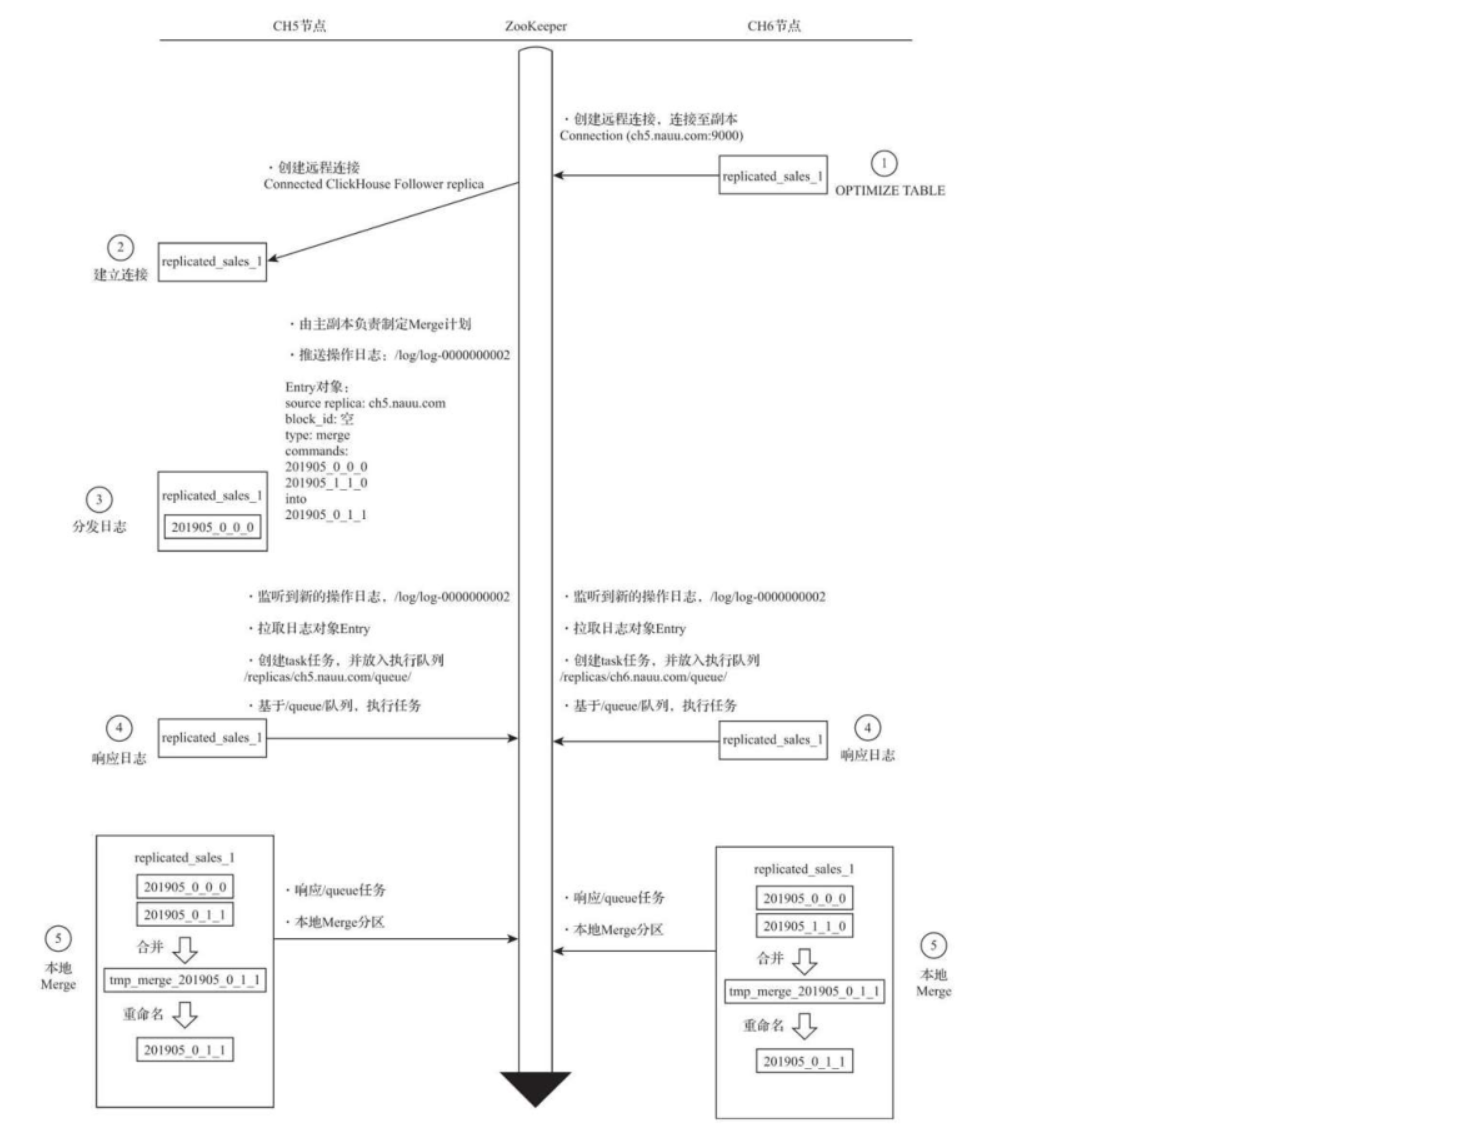 CH5节点
ZooKeeper
CH6节点
·创建远程连接，连接至副本
Connection (ch5.nauu.com:9000)
replicated_sales_1
1
OPTIMIZE TABLE
·创建远程连接
Connected ClickHouse Follower replica
2
建立连接
replicated_sales_1
·由主副本负责制定Merge计划
·推送操作日志：/log/log-0000000002
Entry对象：
source replica: ch5.nauu.com
block_id: 空
type: merge
commands:
201905_0_0_0
201905_1_1_0
into
201905_0_1_1
3
分发日志
replicated_sales_1
201905_0_0_0
·监听到新的操作日志，/log/log-0000000002
·拉取日志对象Entry
·创建task任务，并放入执行队列
/replicas/ch5.nauu.com/queue/
·基于/queue/队列，执行任务
4
响应日志
replicated_sales_1
·监听到新的操作日志，/log/log-0000000002
·拉取日志对象Entry
·创建task任务，并放入执行队列
/replicas/ch6.nauu.com/queue/
·基于/queue/队列，执行任务
replicated_sales_1
4
响应日志
5
本地
Merge
replicated_sales_1
201905_0_0_0
201905_0_1_1
合并
tmp_merge_201905_0_1_1
重命名
201905_0_1_1
·响应/queue任务
·本地Merge分区
·响应/queue任务
·本地Merge分区
replicated_sales_1
201905_0_0_0
201905_1_1_0
合并
tmp_merge_201905_0_1_1
重命名
201905_0_1_1
5
本地
Merge